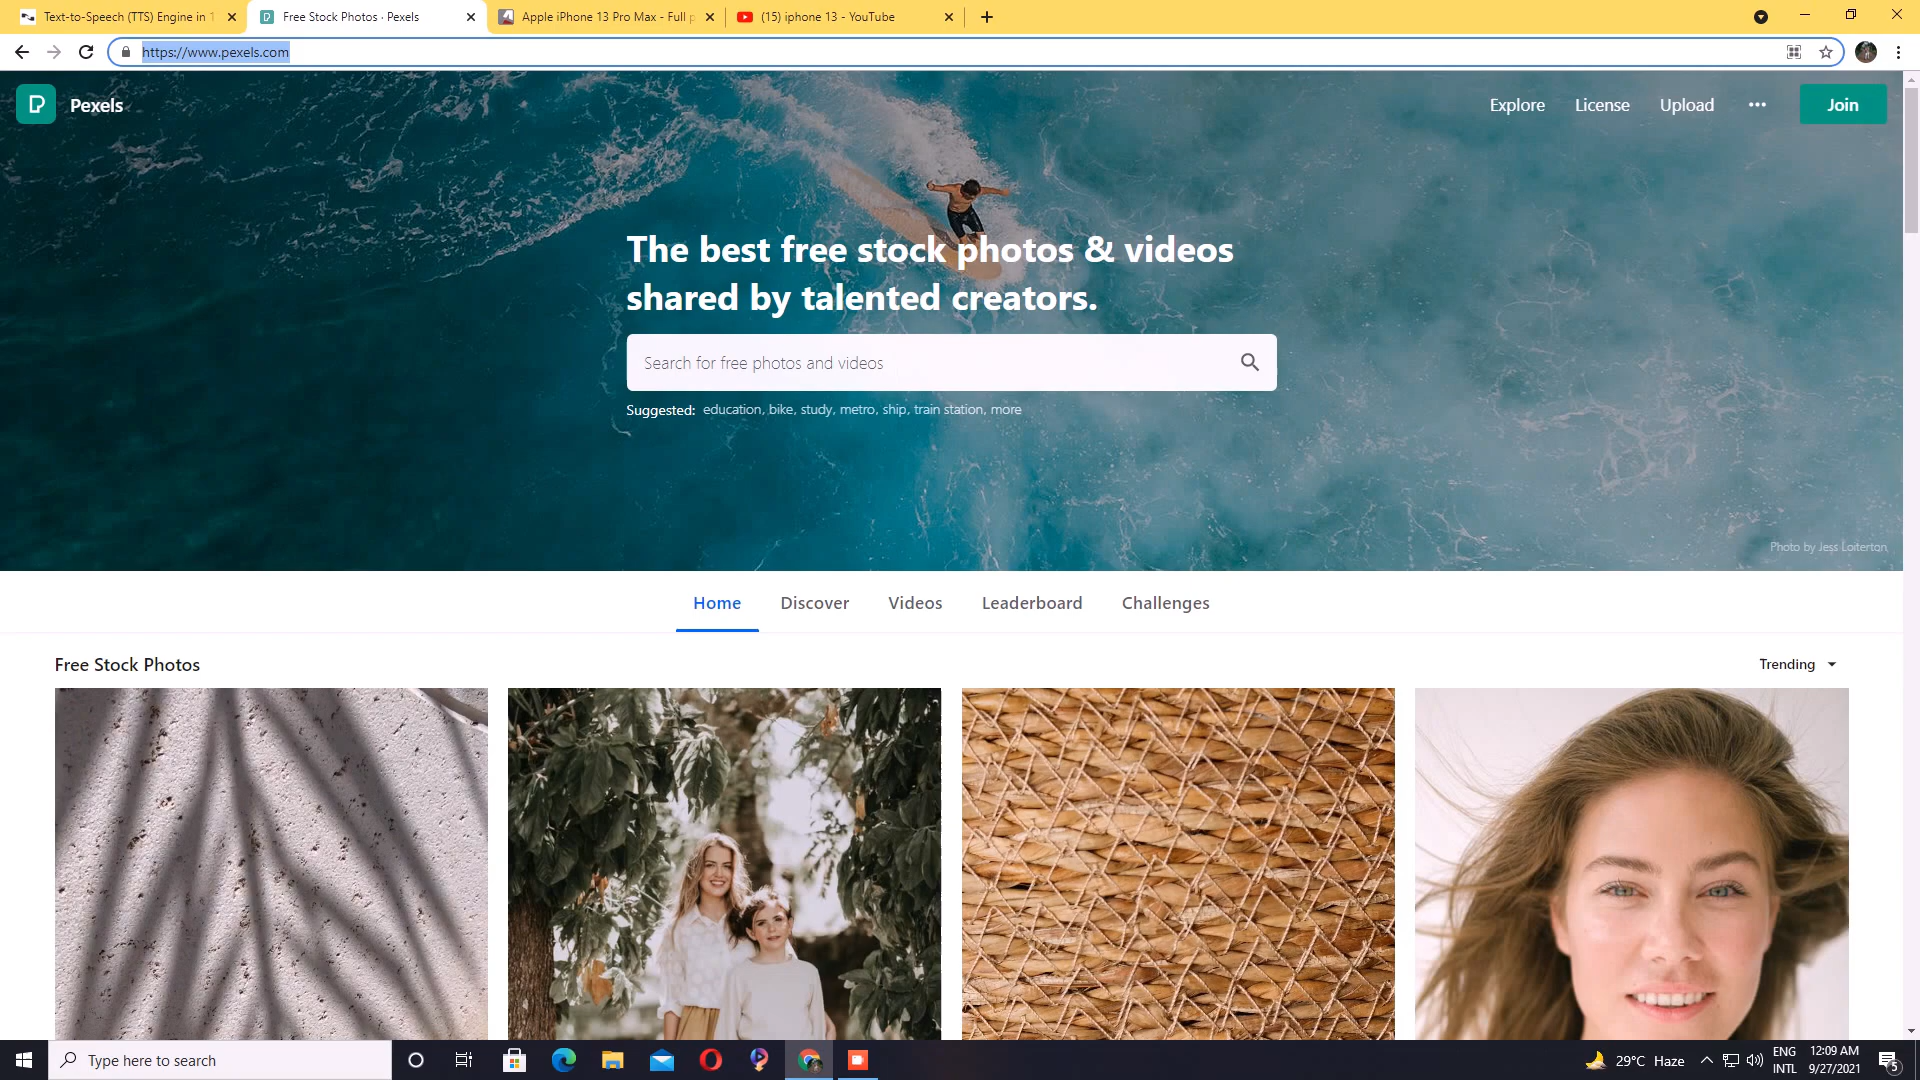 Text-to-Speech (TTS) Engine in 1
Free Stock Photos · Pexels
Apple iPhone 13 Pro Max - Full p
(15) iphone 13 - YouTube
https://www.pexels.com
Pexels
Explore
License
Upload
Join
The best free stock photos & videos
shared by talented creators.
Search for free photos and videos
Suggested: education, bike, study, metro, ship, train station, more
Photo by Jess Loiterton
Home
Discover
Videos
Leaderboard
Challenges
Free Stock Photos
Trending
Type here to search
29°C Haze
ENG
INTL
12:09 AM
9/27/2021
5